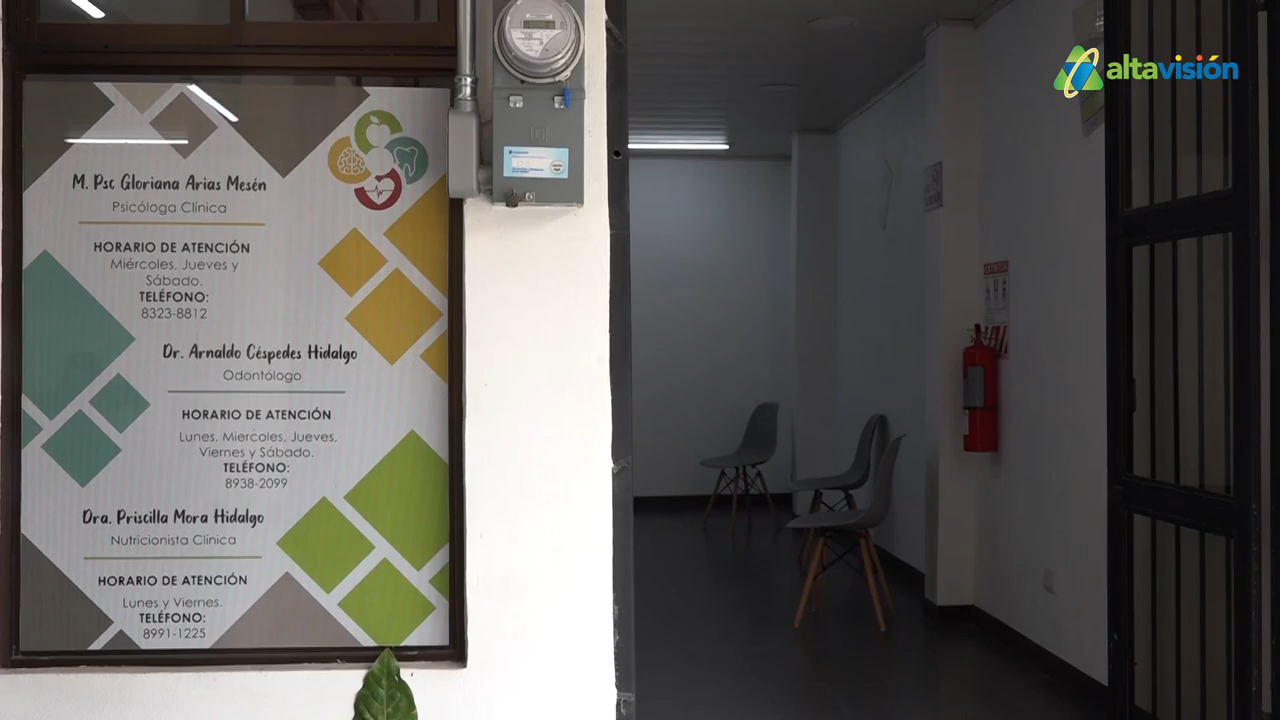 altavisión
M. Psc Gloriana Arias Mesén
Psicóloga Clínica
HORARIO DE ATENCIÓN
Miércoles, Jueves y
Sábado.
TELÉFONO:
8323-8812
Dr. Arnaldo Céspedes Hidalgo
Odontólogo
HORARIO DE ATENCIÓN
Lunes, Miercoles, Jueves,
Viernes y Sábado.
TELÉFONO:
8938-2099
Dra. Priscilla Mora Hidalgo
Nutricionista Clínica
HORARIO DE ATENCIÓN
Lunes y Viernes.
TELÉFONO:
8991-1225